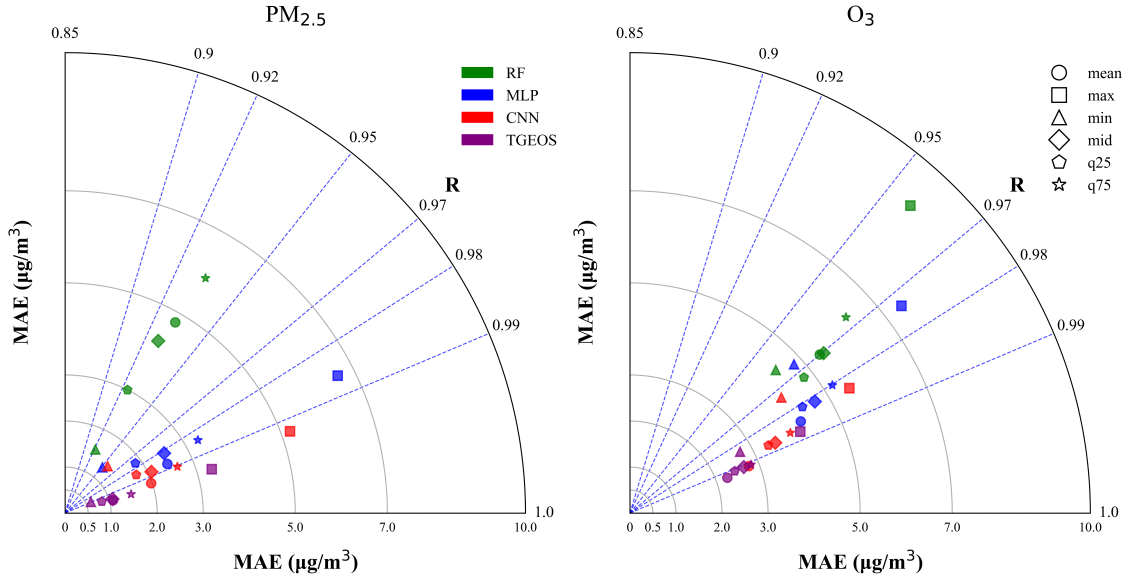 PM2.5
0.85
0.9
0.92
0.95
R
0.97
0.98
0.99
1.0
RF
MLP
CNN
TGEOS
MAE (μg/m³)
0 0.5 1.0 2.0 3.0 5.0 7.0 10.0
MAE (μg/m³)
O3
0.85
0.9
0.92
0.95
R
0.97
0.98
0.99
1.0
mean
max
min
mid
q25
q75
MAE (μg/m³)
0 0.5 1.0 2.0 3.0 5.0 7.0 10.0
MAE (μg/m³)